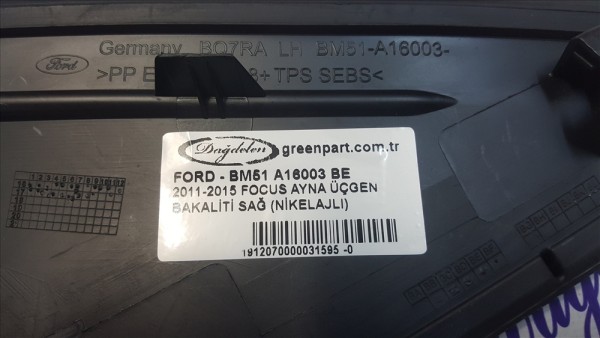 Germany BO7RA LH BM51-A16003-
Ford
>PP E 3+TPS SEBS<
Dağdelen greenpart.com.tr
FORD - BM51 A16003 BE
2011-2015 FOCUS AYNA ÜÇGEN
BAKALİTİ SAĞ (NİKELAJLI)
1912070000031595 -0